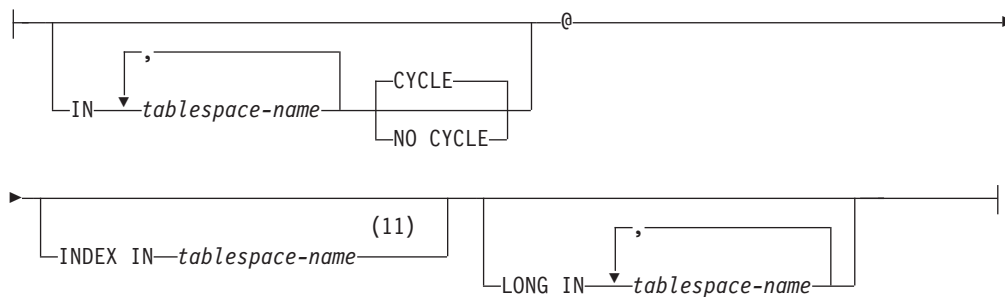 @
,
CYCLE
IN tablespace-name
NO CYCLE
(11)
,
INDEX IN tablespace-name
LONG IN tablespace-name